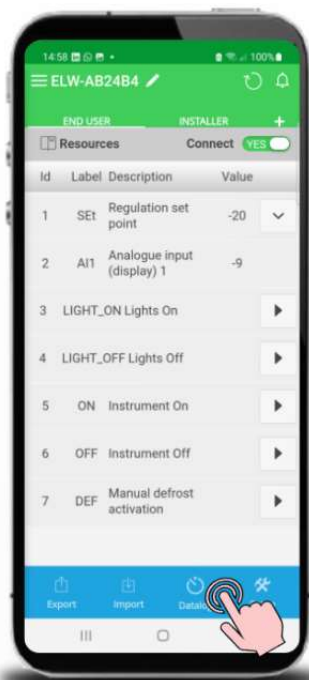 14:58 100%
ELW-AB24B4
END USER INSTALLER +
Resources Connect YES
Id Label Description Value
1 SEt Regulation set point -20
2 AI1 Analogue input (display) 1 -9
3 LIGHT_ON Lights On
4 LIGHT_OFF Lights Off
5 ON Instrument On
6 OFF Instrument Off
7 DEF Manual defrost activation
Export Import